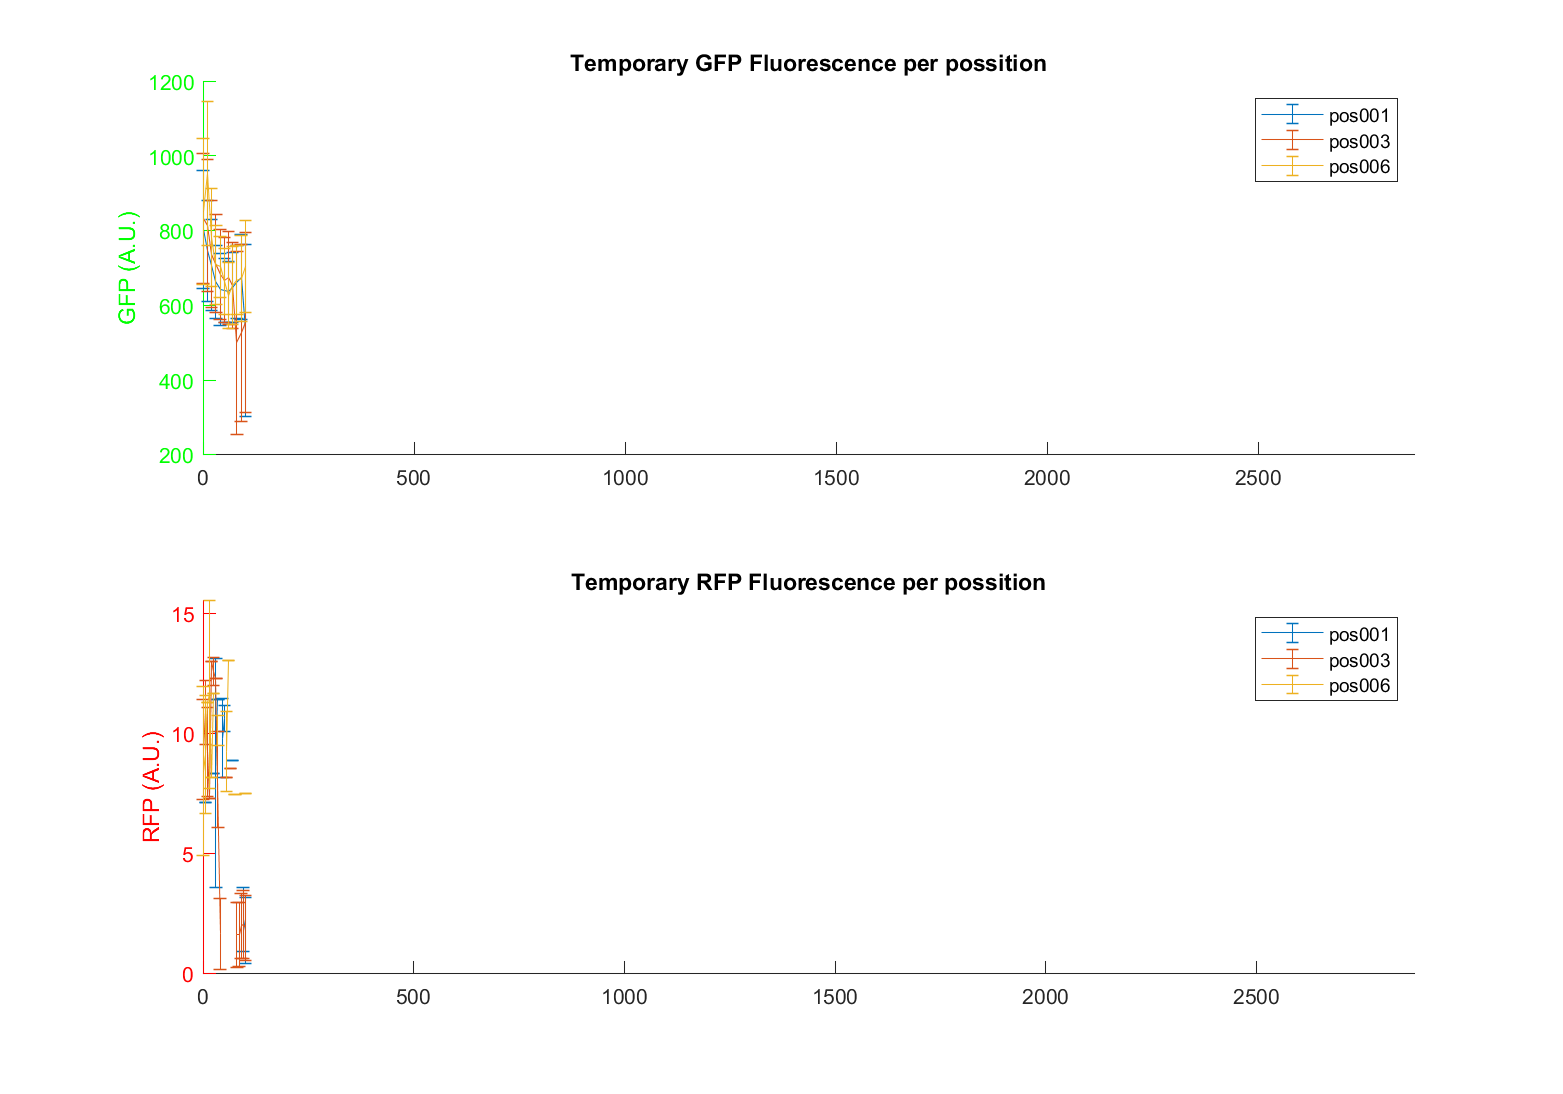 Temporary GFP Fluorescence per possition
1200
1000
800
600
400
200
GFP (A.U.)
0 500 1000 1500 2000 2500
pos001
pos003
pos006
Temporary RFP Fluorescence per possition
15
10
5
0
RFP (A.U.)
0 500 1000 1500 2000 2500
pos001
pos003
pos006